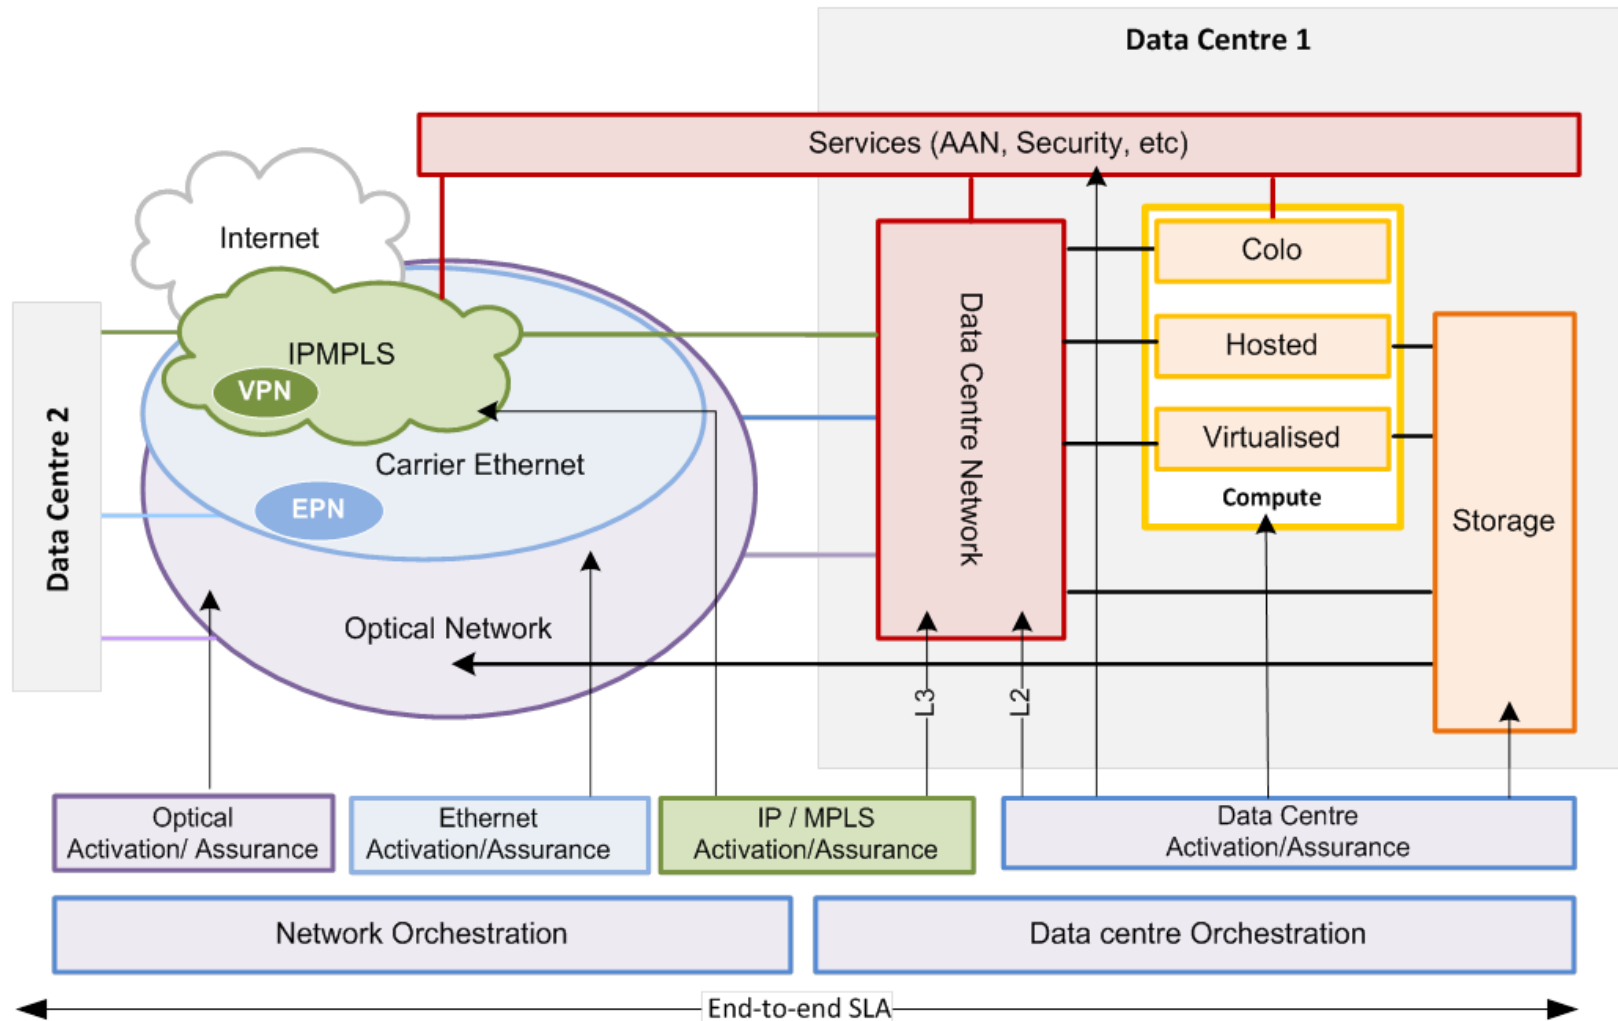 Data Centre 1
Services (AAN, Security, etc)
Internet
Colo
IPMPLS
Hosted
VPN
Data Centre Network
Virtualised
Carrier Ethernet
Compute
EPN
Storage
Data Centre 2
Optical Network
L3
L2
Optical
Activation/ Assurance
Ethernet
Activation/Assurance
IP / MPLS
Activation/Assurance
Data Centre
Activation/Assurance
Network Orchestration
Data centre Orchestration
End-to-end SLA